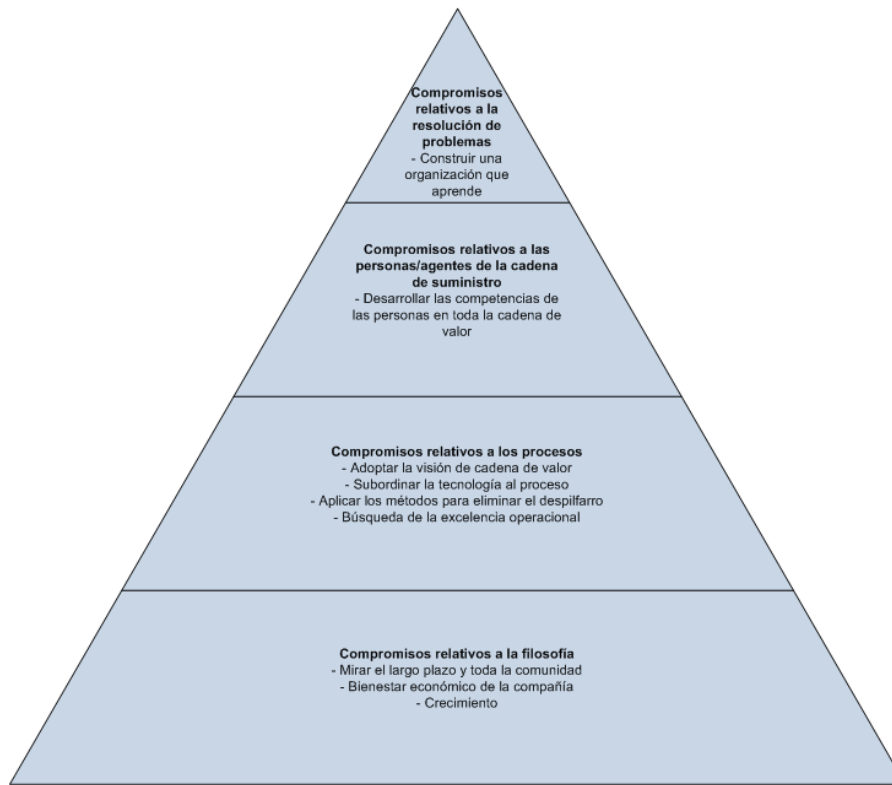 Compromisos
relativos a la
resolución de
problemas
- Construir una
organización que
aprende
Compromisos relativos a las
personas/agentes de la cadena
de suministro
- Desarrollar las competencias de
las personas en toda la cadena de
valor
Compromisos relativos a los procesos
- Adoptar la visión de cadena de valor
- Subordinar la tecnología al proceso
- Aplicar los métodos para eliminar el despilfarro
- Búsqueda de la excelencia operacional
Compromisos relativos a la filosofía
- Mirar el largo plazo y toda la comunidad
- Bienestar económico de la compañía
- Crecimiento